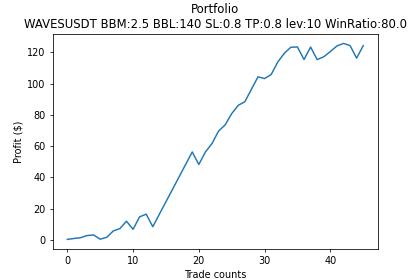 Portfolio
WAVESUSDT BBM:2.5 BBL:140 SL:0.8 TP:0.8 lev:10 WinRatio:80.0
120
100
80
60
40
20
0
Profit ($)
0 10 20 30 40
Trade counts